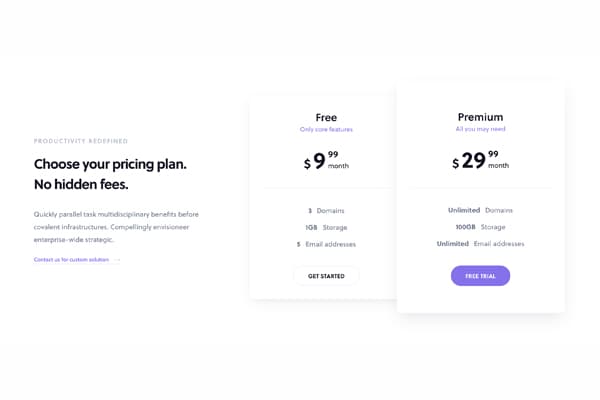 PRODUCTIVITY REDEFINED
Choose your pricing plan.
No hidden fees.
Quickly parallel task multidisciplinary benefits before
covalent infrastructures. Compellingly envisioneer
enterprise-wide strategic.
Contact us for custom solution
Free
Only core features
$ 9 99
month
3 Domains
1GB Storage
5 Email addresses
GET STARTED
Premium
All you may need
$ 29 99
month
Unlimited Domains
100GB Storage
Unlimited Email addresses
FREE TRIAL